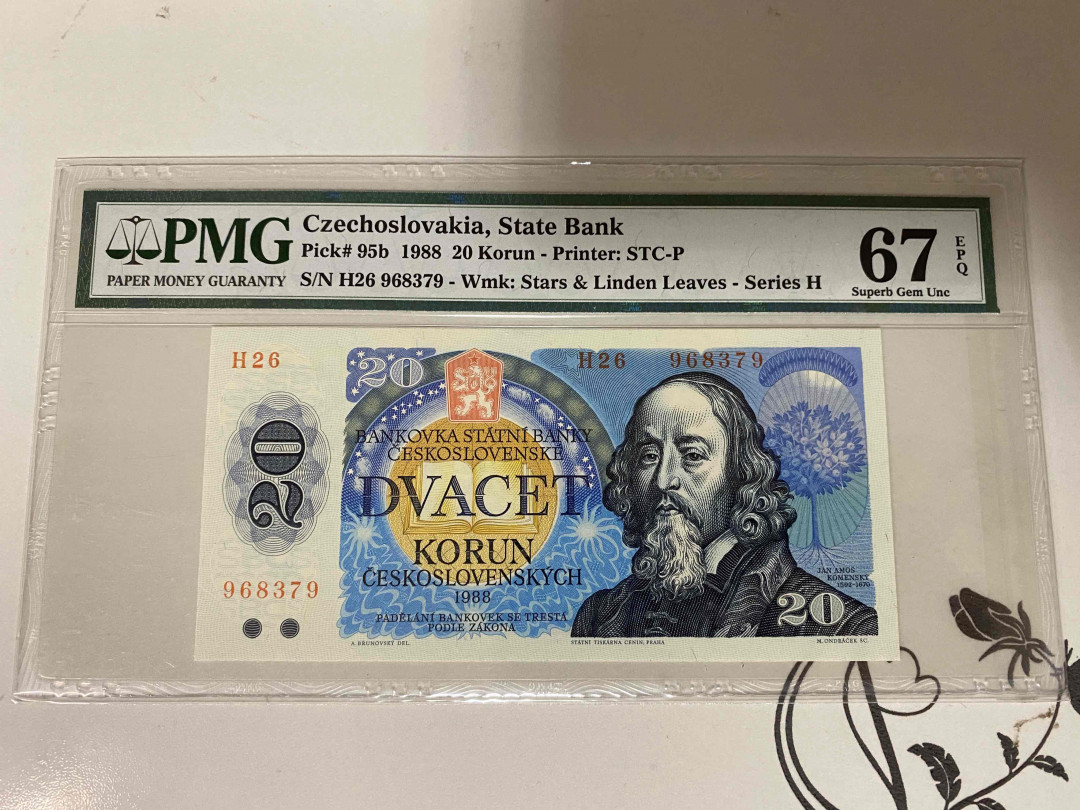 PMG
PAPER MONEY GUARANTY
Czechoslovakia, State Bank
Pick# 95b 1988 20 Korun - Printer: STC-P
S/N H26 968379 - Wmk: Stars & Linden Leaves - Series H
67
EPQ
Superb Gem Unc
H26
20
H26 968379
BANKOVKA STÁTNÍ BANKY
ČESKOSLOVENSKÉ
DVACET
KORUN
ČESKOSLOVENSKÝCH
1988
PADĚLÁNÍ BANKOVEK SE TRESTÁ
PODLE ZÁKONA
20
968379
JAN AMOS
KOMENSKÝ
1592-1670
20
A. BRUNOVSKÝ DEL.
STÁTNÍ TISKÁRNA CENIN, PRAHA
M. ONDRÁČEK SC.